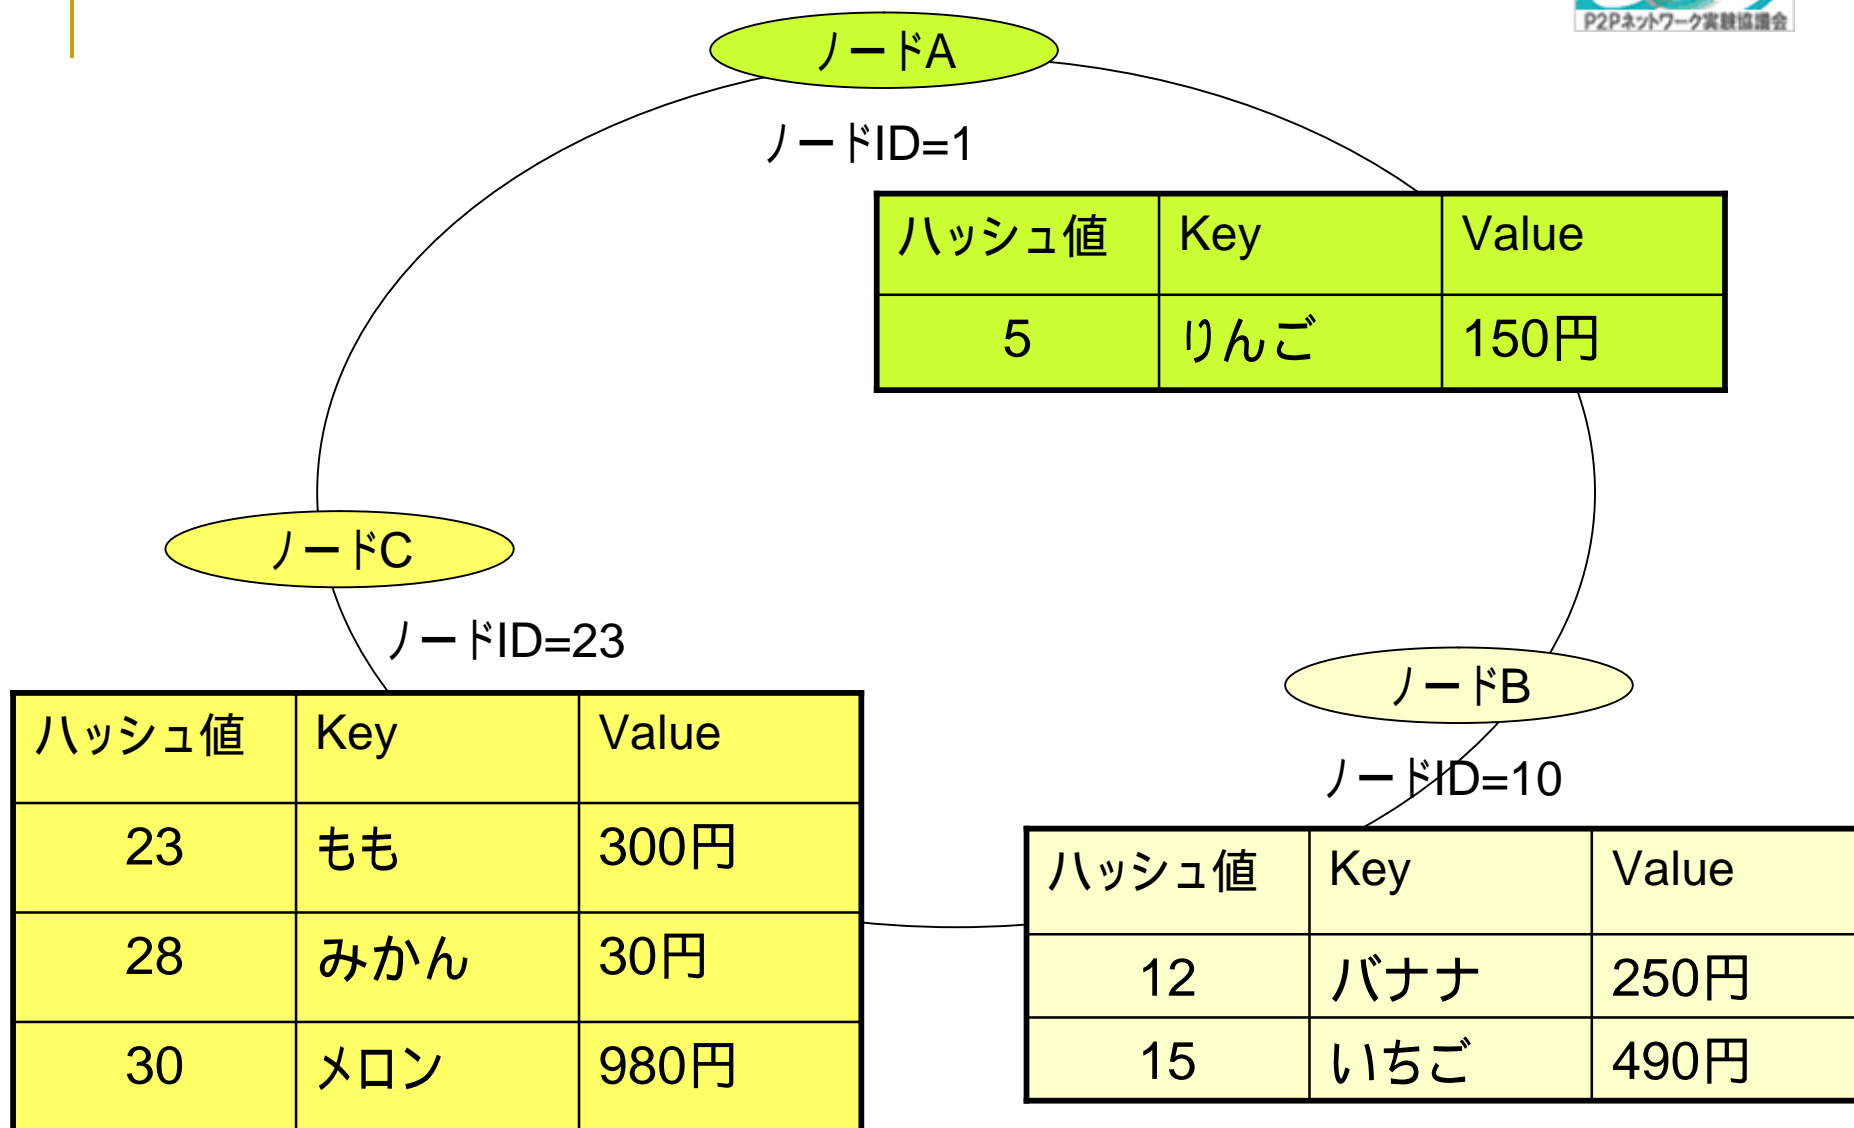 P2Pネットワーク実験協議会
ノードA
ノードID=1
ハッシュ値 Key Value
5 りんご 150円
ノードC
ノードID=23
ハッシュ値 Key Value
23 もも 300円
28 みかん 30円
30 メロン 980円
ノードB
ノードID=10
ハッシュ値 Key Value
12 バナナ 250円
15 いちご 490円